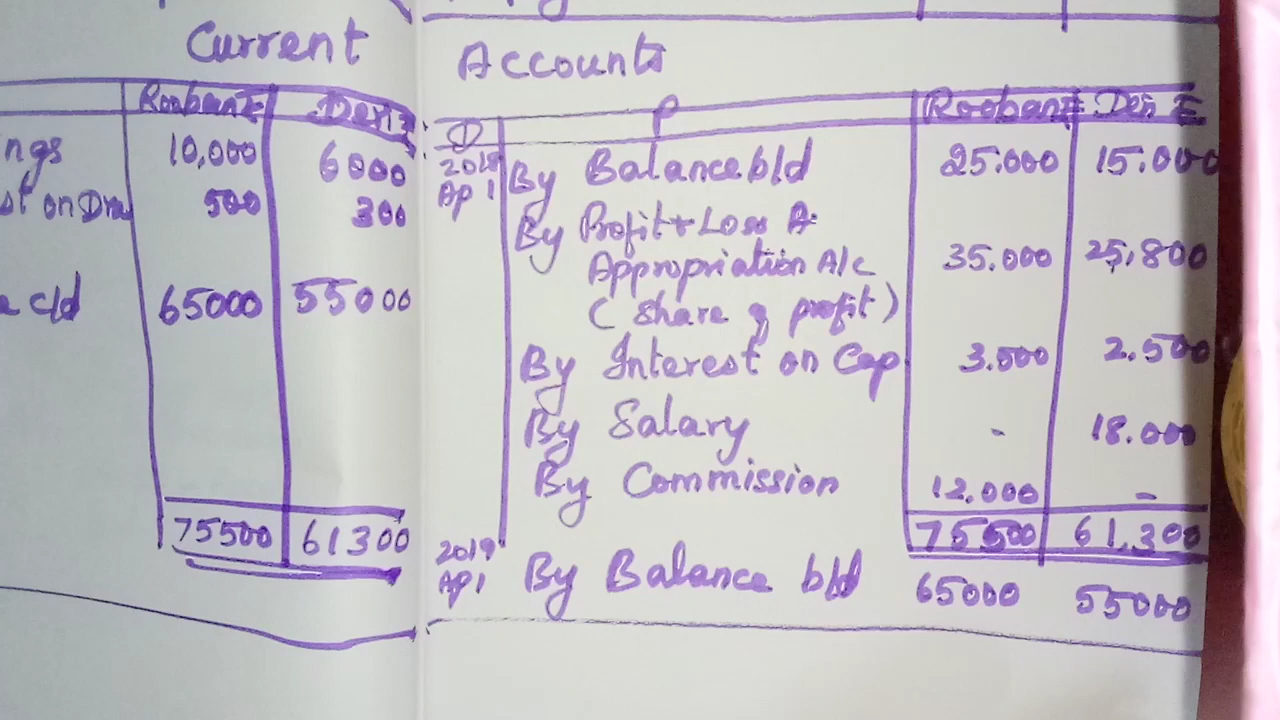 Current Accounts
Rooban ₹ Deri ₹ D P Rooban ₹ Deri ₹
ngs 10,000 6000 2018 Ap 1 By Balance b/d 25.000 15.000
st on Dra 500 300 By Profit + Loss A
Appropriation A/c 35.000 25,800
(Share of profit)
e c/d 65000 55000
By Interest on Cap 3.500 2.500
By Salary - 18.000
By Commission 12,000 -
75500 61300 75500 61.300
2019 Ap 1 By Balance b/d 65000 55000